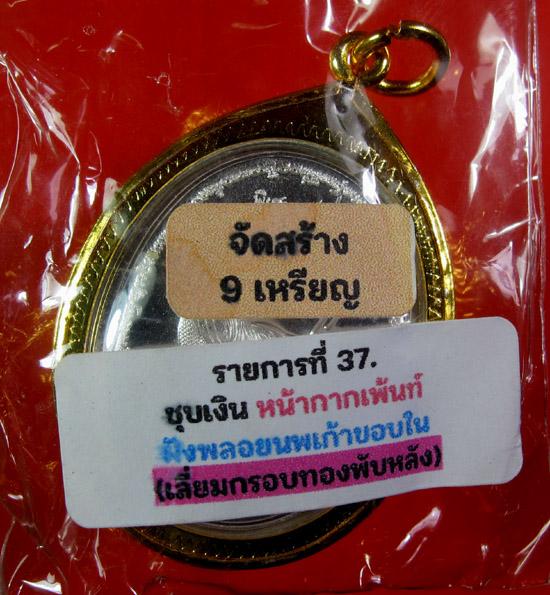 จัดสร้าง
9 เหรียญ
รายการที่ 37.
ชุบเงิน หน้ากากเพ้นท์
ฝังพลอยนพเก้าขอบใน
(เลี่ยมกรอบทองพับหลัง)